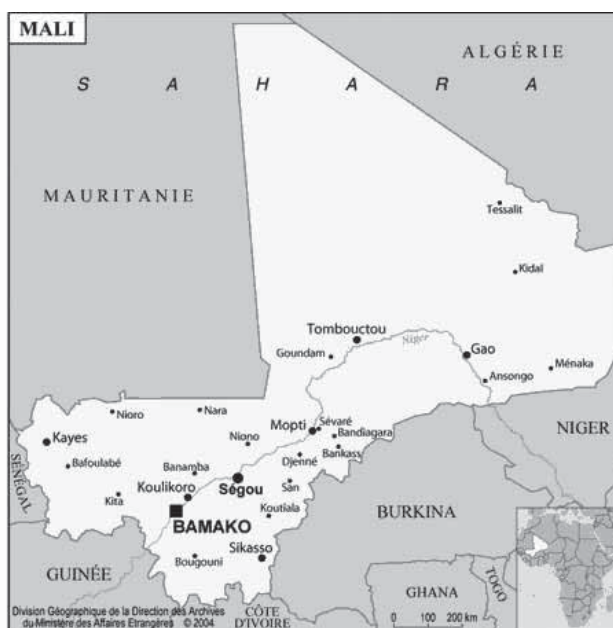 MALI
ALGÉRIE
S A H A R A
MAURITANIE
Tessalit
Kidal
Tombouctou
Niger
Goundam
Gao
Ménaka
Ansongo
Nioro
Nara
Mopti
Sévaré
Kayes
Niono
Bandiagara
NIGER
Bafoulabé
Banamba
Djenné
Bankass
SÉNÉGAL
Kita
Koulikoro
Ségou
San
BAMAKO
Koutiala
BURKINA
Bougouni
Sikasso
GUINÉE
GHANA
TOGO
Division Géographique de la Direction des Archives
du Ministère des Affaires Etrangères © 2004
CÔTE
D'IVOIRE
0 100 200 km